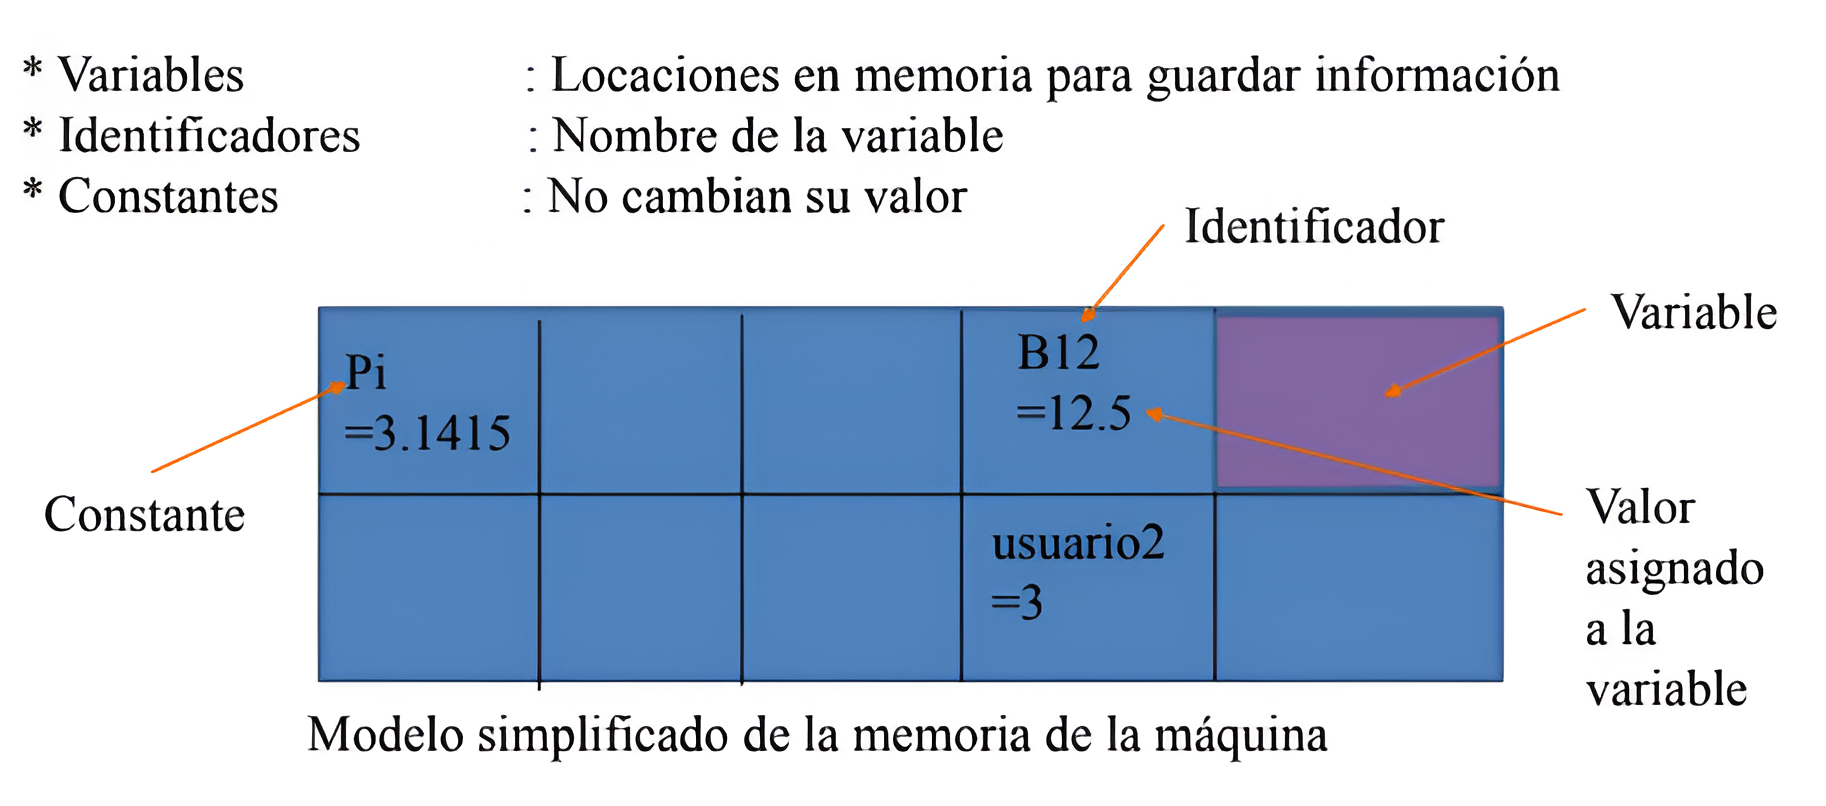 * Variables : Locaciones en memoria para guardar información
* Identificadores : Nombre de la variable
* Constantes : No cambian su valor
Identificador
Variable
Pi
=3.1415
B12
=12.5
Constante
usuario2
=3
Valor
asignado
a la
variable
Modelo simplificado de la memoria de la máquina